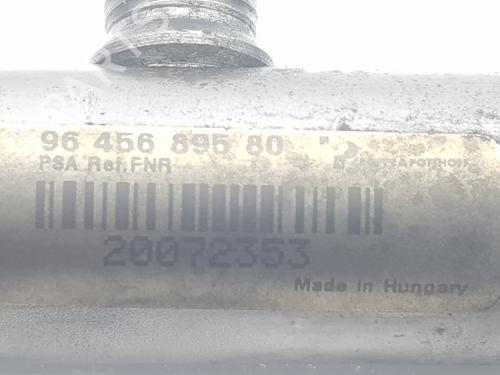 96 456 895 80
PSA Ref. FNR
20072353
Made in Hungary